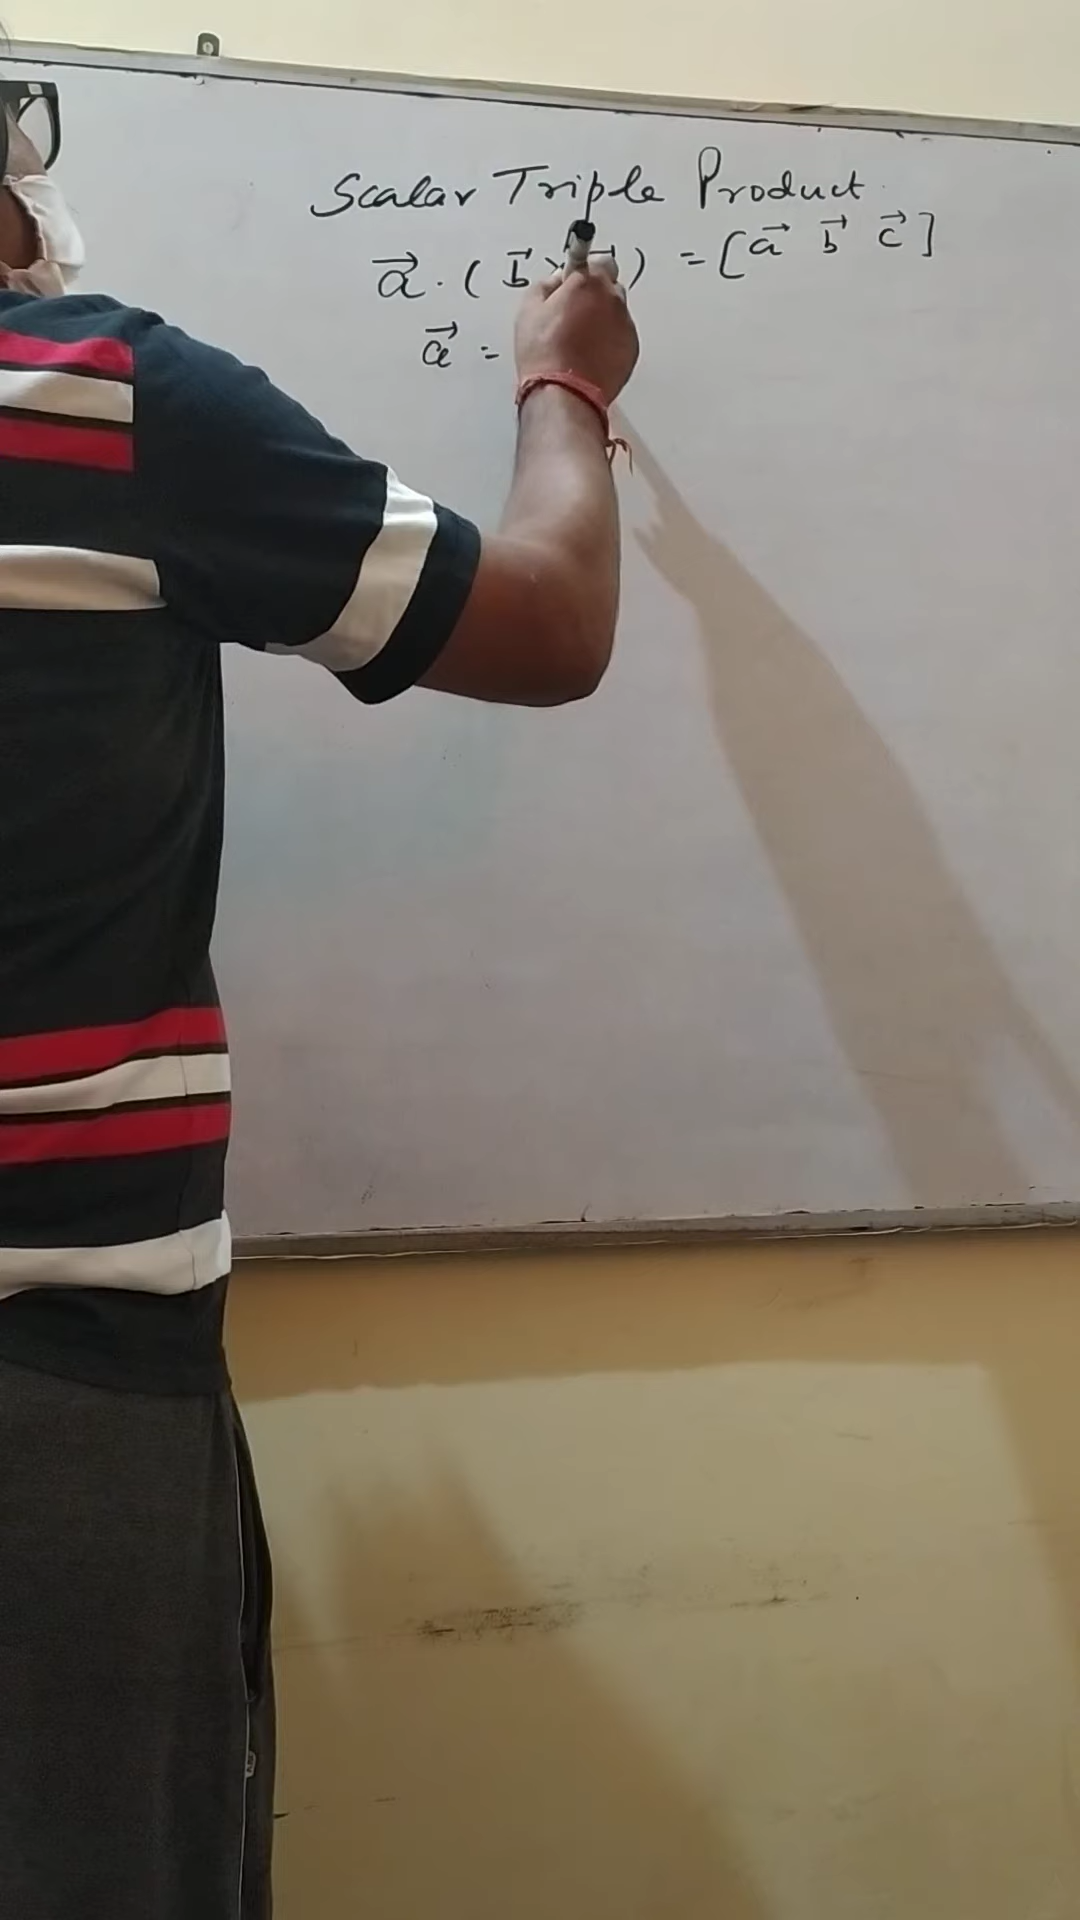 Scalar Triple Product
a⃗ . ( b⃗ × ) = [ a⃗ b⃗ c⃗ ]
a⃗ =